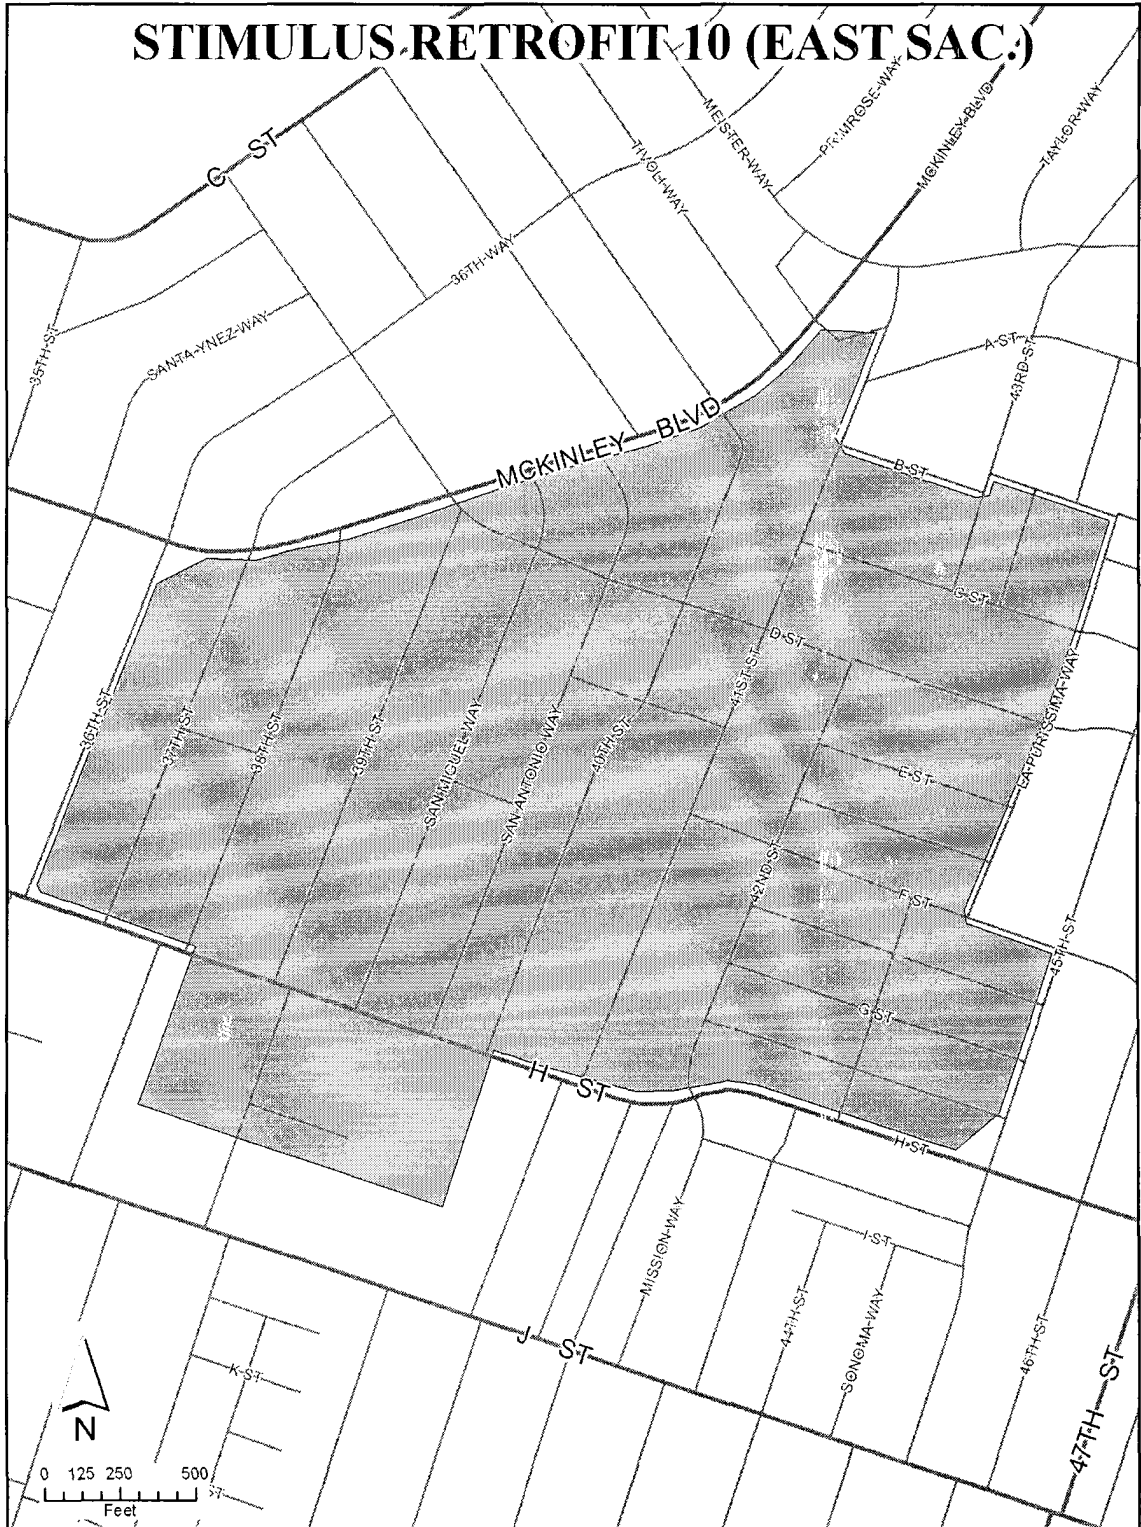 STIMULUS RETROFIT 10 (EAST SAC.)
C ST
MEISTER WAY
PRIMROSE WAY
MCKINLEY BLVD
TAYLOR WAY
TIVOLI WAY
36TH WAY
35TH ST
SANTA YNEZ WAY
A ST
43RD ST
MCKINLEY BLVD
B ST
C ST
D ST
41ST ST
36TH ST
37TH ST
38TH ST
39TH ST
SAN MIGUEL WAY
SAN ANTONIO WAY
40TH ST
LA PURISSIMA WAY
E ST
42ND ST
F ST
45TH ST
G ST
H ST
H ST
MISSION WAY
I ST
44TH ST
SONOMA WAY
46TH ST
J ST
47TH ST
K ST
N
0 125 250 500
Feet
ST